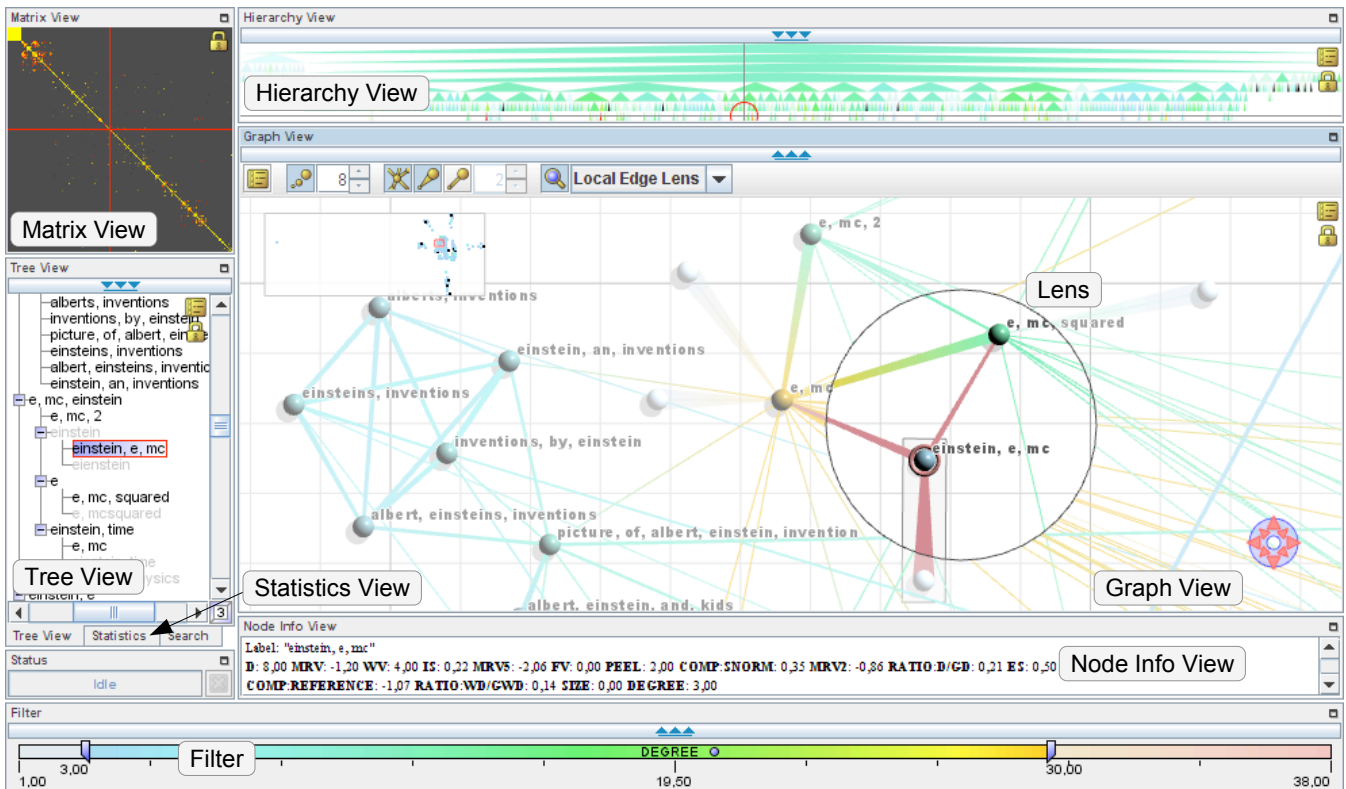 Matrix View
Matrix View
Hierarchy View
Hierarchy View
Graph View
8
2
Local Edge Lens
e, mc, 2
alberts, inventions
Lens
e, mc, squared
einstein, an, inventions
einsteins, inventions
e, mc
inventions, by, einstein
einstein, e, mc
albert, einsteins, inventions
picture, of, albert, einstein, invention
albert, einstein, and, kids
Graph View
Tree View
alberts, inventions
inventions, by, einstein
picture, of, albert, ein
einsteins, inventions
albert, einsteins, inventic
einstein, an, inventions
e, mc, einstein
e, mc, 2
einstein
einstein, e, mc
eienstein
e
e, mc, squared
e, mcsquared
einstein, time
e, mc
Tree View
ysics
einstein, e
3
Tree View
Statistics
Search
Statistics View
Status
Idle
Node Info View
Label: "einstein, e, mc"
D: 8,00 MRV: -1,20 WV: 4,00 IS: 0,22 MRV5: -2,06 FV: 0,00 PEEL: 2,00 COMP:SNORM: 0,35 MRV2: -0,86 RATIO:D/GD: 0,21 ES: 0,50
COMP:REFERENCE: -1,07 RATIO:WD/GWD: 0,14 SIZE: 0,00 DEGREE: 3,00
Node Info View
Filter
DEGREE
Filter
3,00
30,00
1,00
19,50
38,00